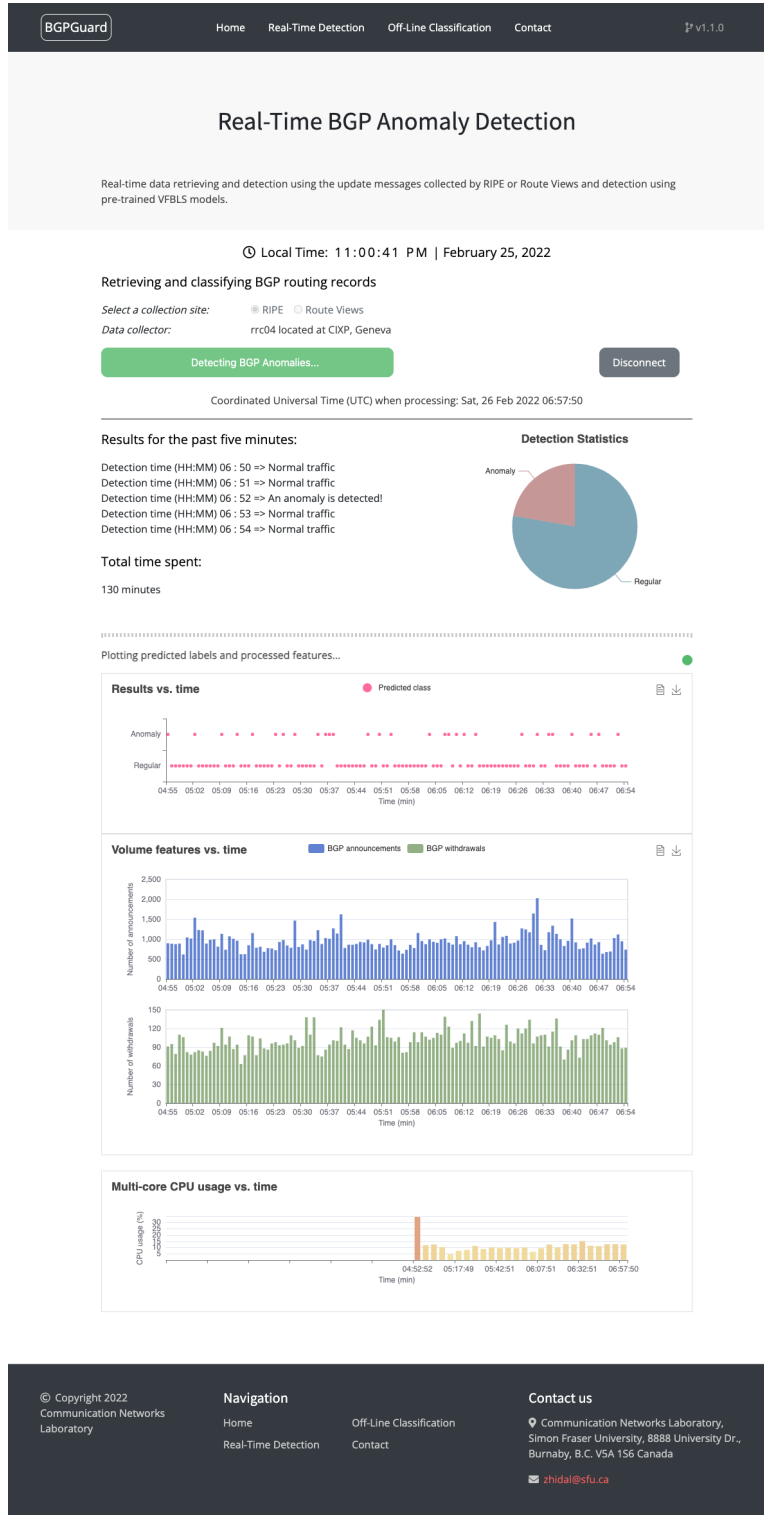 BGPGuard
Home Real-Time Detection Off-Line Classification Contact
v1.1.0
Real-Time BGP Anomaly Detection
Real-time data retrieving and detection using the update messages collected by RIPE or Route Views and detection using
pre-trained VFBLS models.
Local Time: 11:00:41 PM | February 25, 2022
Retrieving and classifying BGP routing records
Select a collection site: RIPE Route Views
Data collector: rrc04 located at CIXP, Geneva
Detecting BGP Anomalies...
Disconnect
Coordinated Universal Time (UTC) when processing: Sat, 26 Feb 2022 06:57:50
Results for the past five minutes:
Detection time (HH:MM) 06 : 50 => Normal traffic
Detection time (HH:MM) 06 : 51 => Normal traffic
Detection time (HH:MM) 06 : 52 => An anomaly is detected!
Detection time (HH:MM) 06 : 53 => Normal traffic
Detection time (HH:MM) 06 : 54 => Normal traffic
Total time spent:
130 minutes
Detection Statistics
Anomaly
Regular
Plotting predicted labels and processed features...
Results vs. time
Predicted class
Anomaly
Regular
04:55 05:02 05:09 05:16 05:23 05:30 05:37 05:44 05:51 05:58 06:05 06:12 06:19 06:26 06:33 06:40 06:47 06:54
Time (min)
Volume features vs. time
BGP announcements BGP withdrawals
Number of announcements
2,500
2,000
1,500
1,000
500
0
04:55 05:02 05:09 05:16 05:23 05:30 05:37 05:44 05:51 05:58 06:05 06:12 06:19 06:26 06:33 06:40 06:47 06:54
Number of withdrawals
150
120
90
60
30
0
04:55 05:02 05:09 05:16 05:23 05:30 05:37 05:44 05:51 05:58 06:05 06:12 06:19 06:26 06:33 06:40 06:47 06:54
Time (min)
Multi-core CPU usage vs. time
CPU usage (%)
30
25
20
15
10
5
04:52:52 05:17:49 05:42:51 06:07:51 06:32:51 06:57:50
Time (min)
© Copyright 2022
Communication Networks
Laboratory
Navigation
Home Off-Line Classification
Real-Time Detection Contact
Contact us
Communication Networks Laboratory,
Simon Fraser University, 8888 University Dr.,
Burnaby, B.C. V5A 1S6 Canada
zhidal@sfu.ca